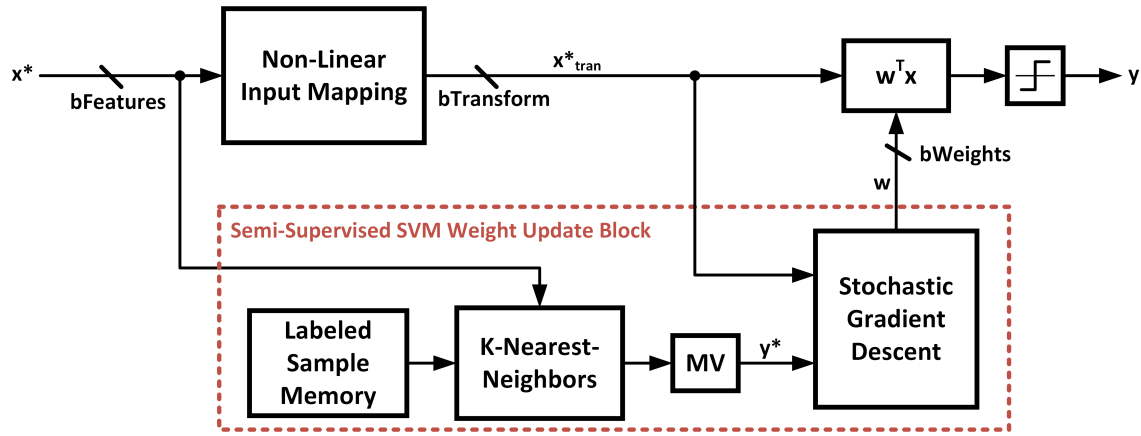 Non-Linear
Input Mapping
x*
bFeatures
bTransform
x*tran
wTx
y
bWeights
w
Semi-Supervised SVM Weight Update Block
Labeled
Sample
Memory
K-Nearest-
Neighbors
MV
y*
Stochastic
Gradient
Descent